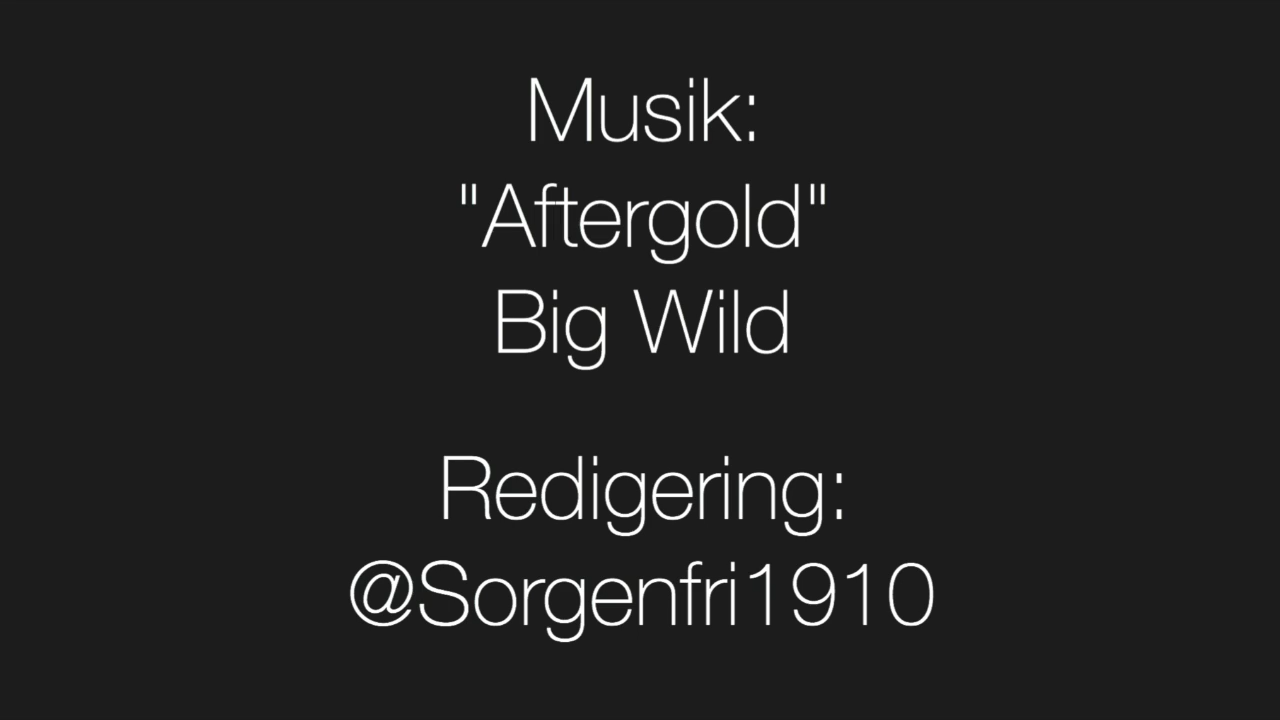 Musik:
"Aftergold"
Big Wild
Redigering:
@Sorgenfri1910